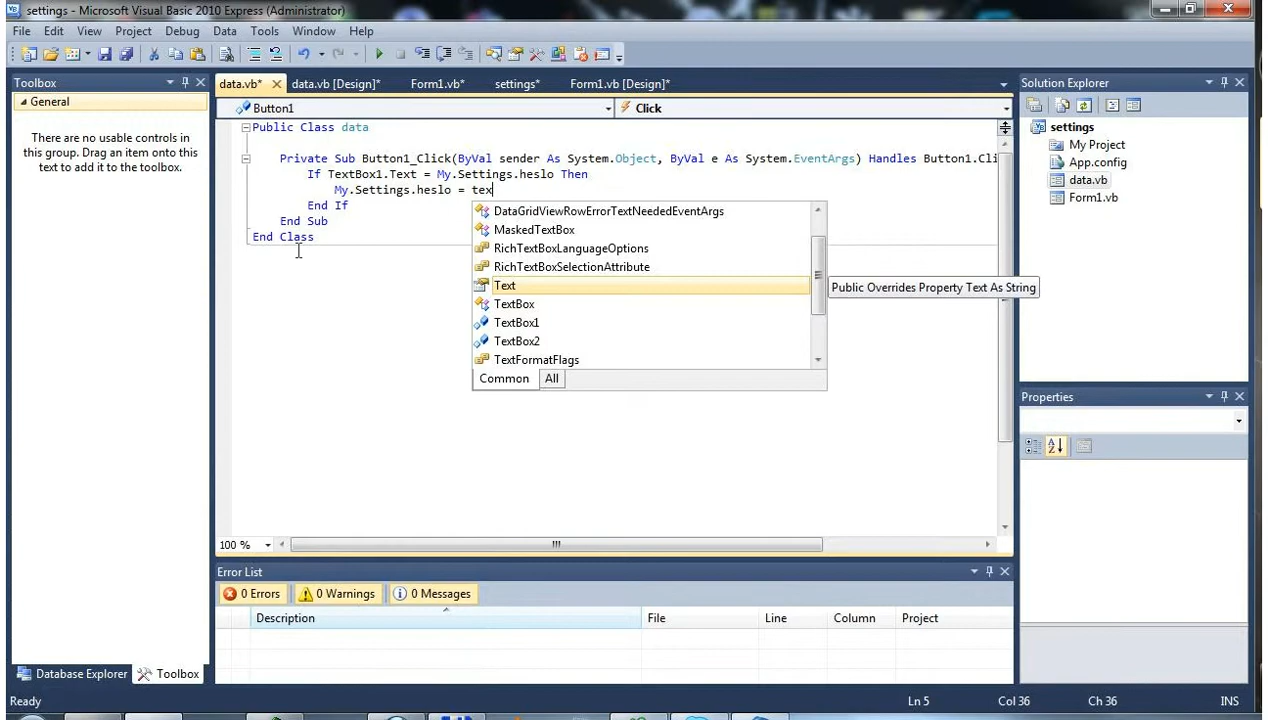 settings - Microsoft Visual Basic 2010 Express (Administrator)
File Edit View Project Debug Data Tools Window Help
Toolbox
General
There are no usable controls in
this group. Drag an item onto this
text to add it to the toolbox.
Database Explorer Toolbox
data.vb* data.vb [Design]* Form1.vb* settings* Form1.vb [Design]*
Button1 Click
Public Class data
Private Sub Button1_Click(ByVal sender As System.Object, ByVal e As System.EventArgs) Handles Button1.Cli
If TextBox1.Text = My.Settings.heslo Then
My.Settings.heslo = tex
End If
End Sub
End Class
DataGridViewRowErrorTextNeededEventArgs
MaskedTextBox
RichTextBoxLanguageOptions
RichTextBoxSelectionAttribute
Text
TextBox
TextBox1
TextBox2
TextFormatFlags
Common All
Public Overrides Property Text As String
100 %
Error List
0 Errors 0 Warnings 0 Messages
Description File Line Column Project
Solution Explorer
settings
My Project
App.config
data.vb
Form1.vb
Properties
Ready Ln 5 Col 36 Ch 36 INS